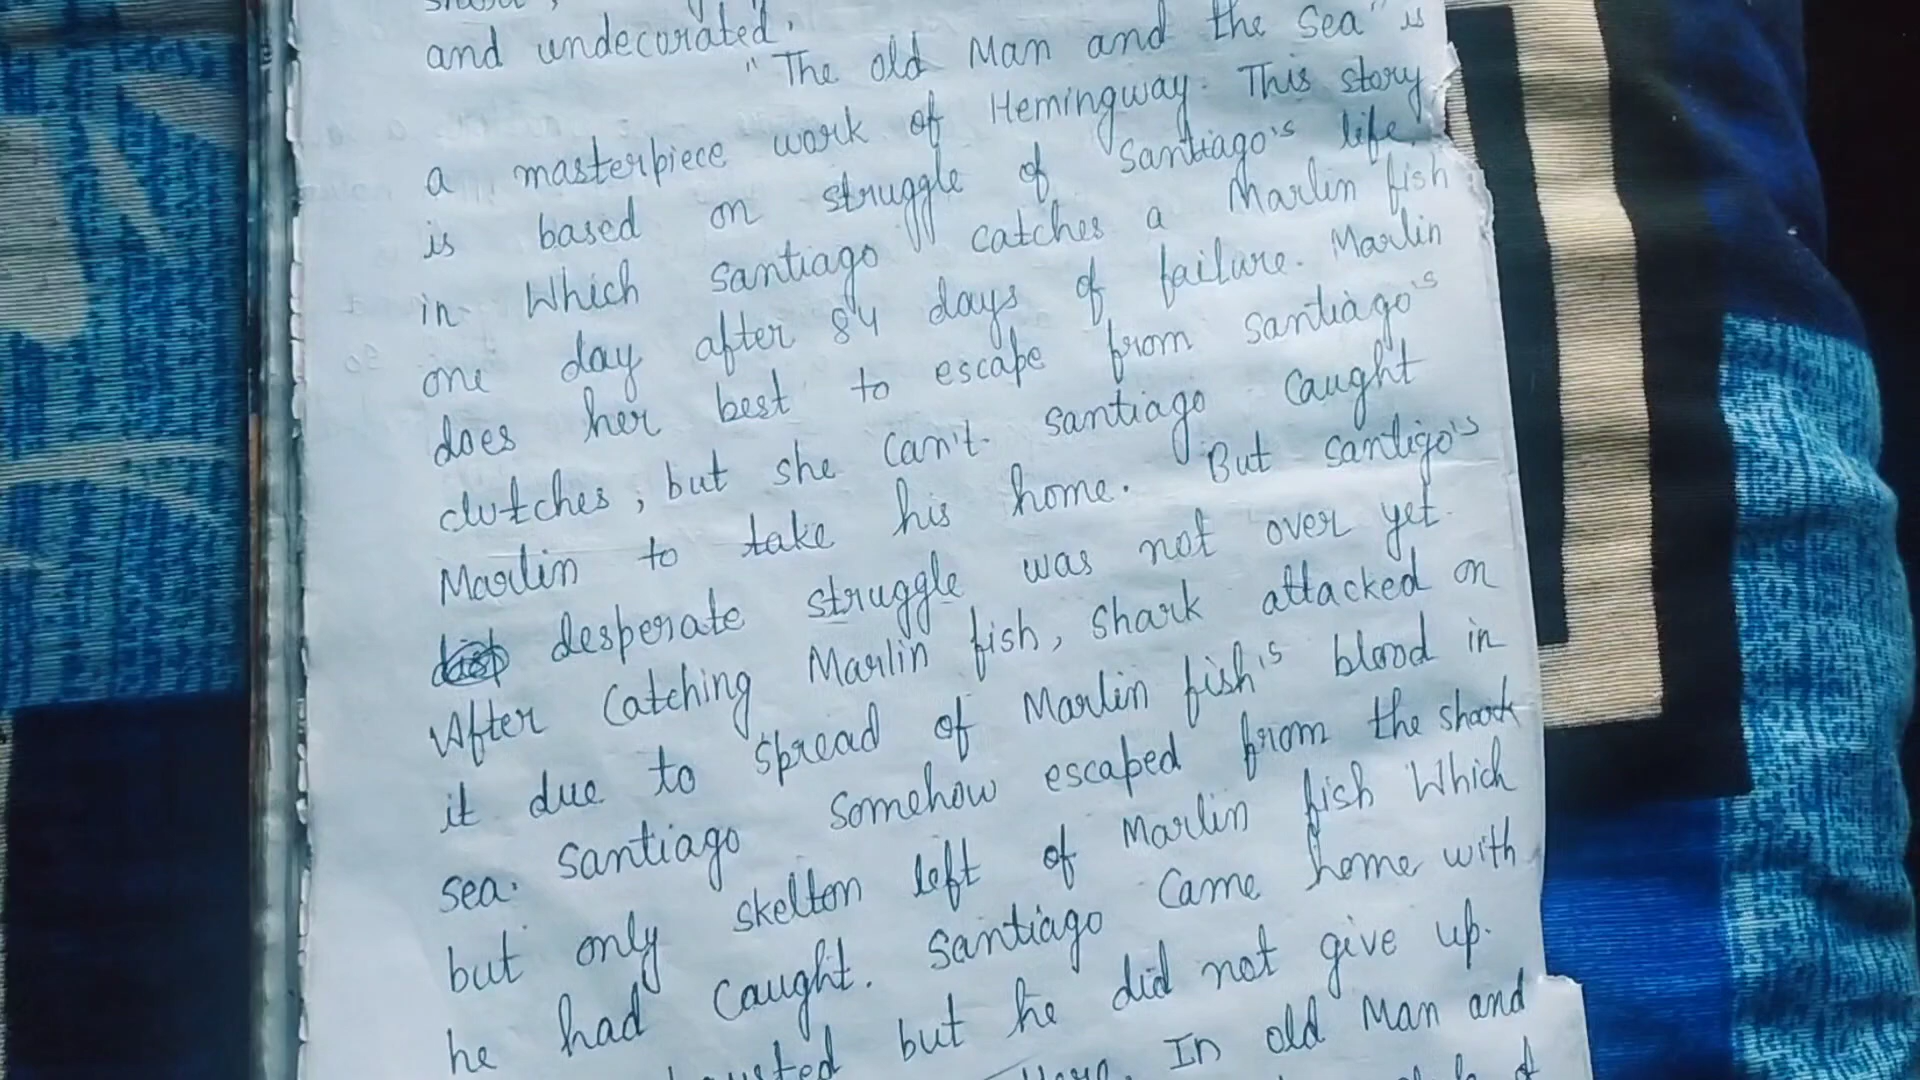 and undecorated.
"The old Man and the Sea" is
a masterpiece work of Hemingway. This story
is based on struggle of Santiago's life
in Which Santiago catches a Marlin fish
one day after 84 days of failure. Marlin
does her best to escape from Santiago's
clutches, but she can't. Santiago caught
Marlin to take his home. But Santigo's
desperate struggle was not over yet.
After Catching Marlin fish, shark attacked on
it due to spread of Marlin fish's blood in
sea. Santiago somehow escaped from the shark
but only skelton left of Marlin fish Which
he had caught. Santiago came home with
but he did not give up.
In old Man and